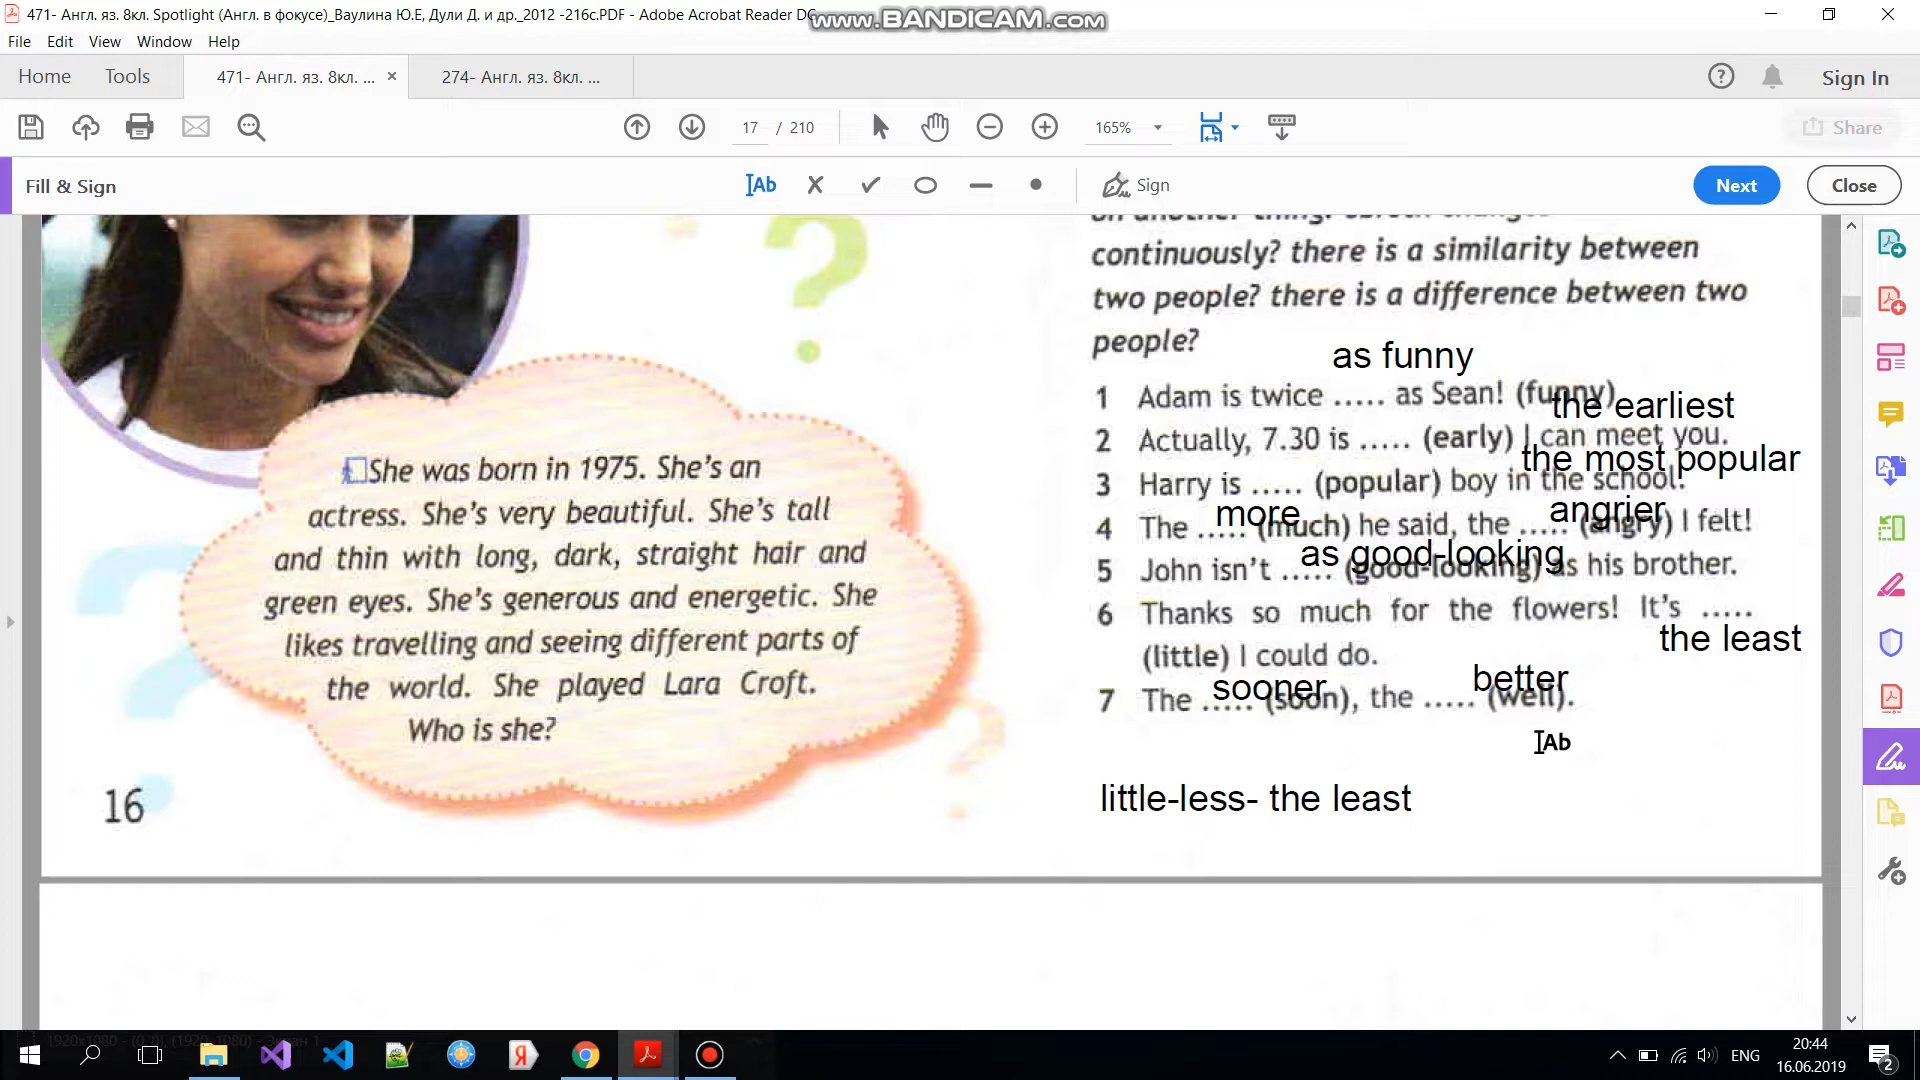 471- Англ. яз. 8кл. Spotlight (Англ. в фокусе)_Ваулина Ю.Е, Дули Д. и др._2012 -216с.PDF - Adobe Acrobat Reader DC
www.BANDICAM.com
File Edit View Window Help
Home Tools 471- Англ. яз. 8кл. ... × 274- Англ. яз. 8кл. ... Sign In
17 / 210 165% Share
Fill & Sign Ab Sign Next Close
She was born in 1975. She's an
actress. She's very beautiful. She's tall
and thin with long, dark, straight hair and
green eyes. She's generous and energetic. She
likes travelling and seeing different parts of
the world. She played Lara Croft.
Who is she?
16
on another thing?
continuously? there is a similarity between
two people? there is a difference between two
people?
as funny
1 Adam is twice ..... as Sean! (funny)
the earliest
2 Actually, 7.30 is ..... (early) I can meet you.
the most popular
3 Harry is ..... (popular) boy in the school.
more angrier
4 The ..... (much) he said, the ..... (angry) I felt!
as good-looking
5 John isn't ..... (good-looking) as his brother.
6 Thanks so much for the flowers! It's .....
the least
(little) I could do.
sooner better
7 The ..... (soon), the ..... (well).
Ab
little-less- the least
ENG
20:44
16.06.2019
2